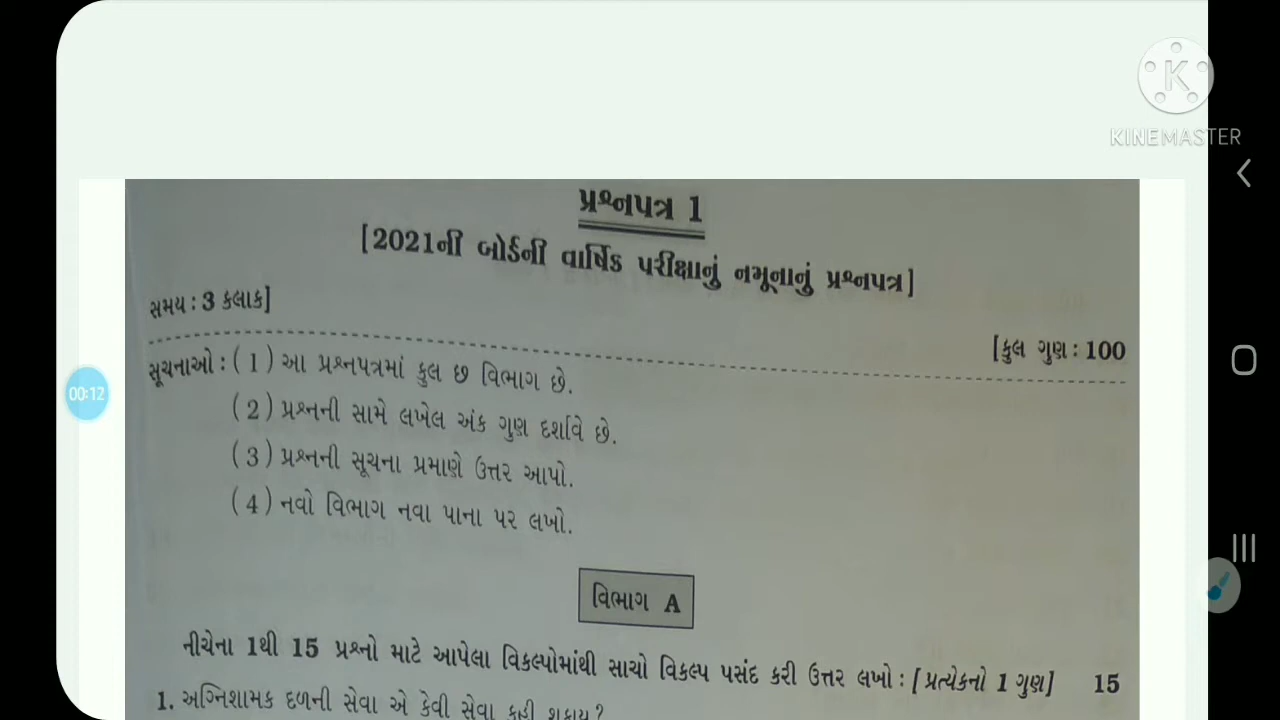 KINEMASTER
પ્રશ્નપત્ર 1
[2021ની બોર્ડની વાર્ષિક પરીક્ષાનું નમૂનાનું પ્રશ્નપત્ર]
સમય : 3 કલાક]
[કુલ ગુણ : 100
સૂચનાઓ : (1) આ પ્રશ્નપત્રમાં કુલ છ વિભાગ છે.
(2) પ્રશ્નની સામે લખેલ અંક ગુણ દર્શાવે છે.
(3) પ્રશ્નની સૂચના પ્રમાણે ઉત્તર આપો.
(4) નવો વિભાગ નવા પાના પર લખો.
00:12
વિભાગ A
નીચેના 1થી 15 પ્રશ્નો માટે આપેલા વિકલ્પોમાંથી સાચો વિકલ્પ પસંદ કરી ઉત્તર લખો : [પ્રત્યેકનો 1 ગુણ] 15
1. અગ્નિશામક દળની સેવા એ કેવી સેવા કહી શકાય?